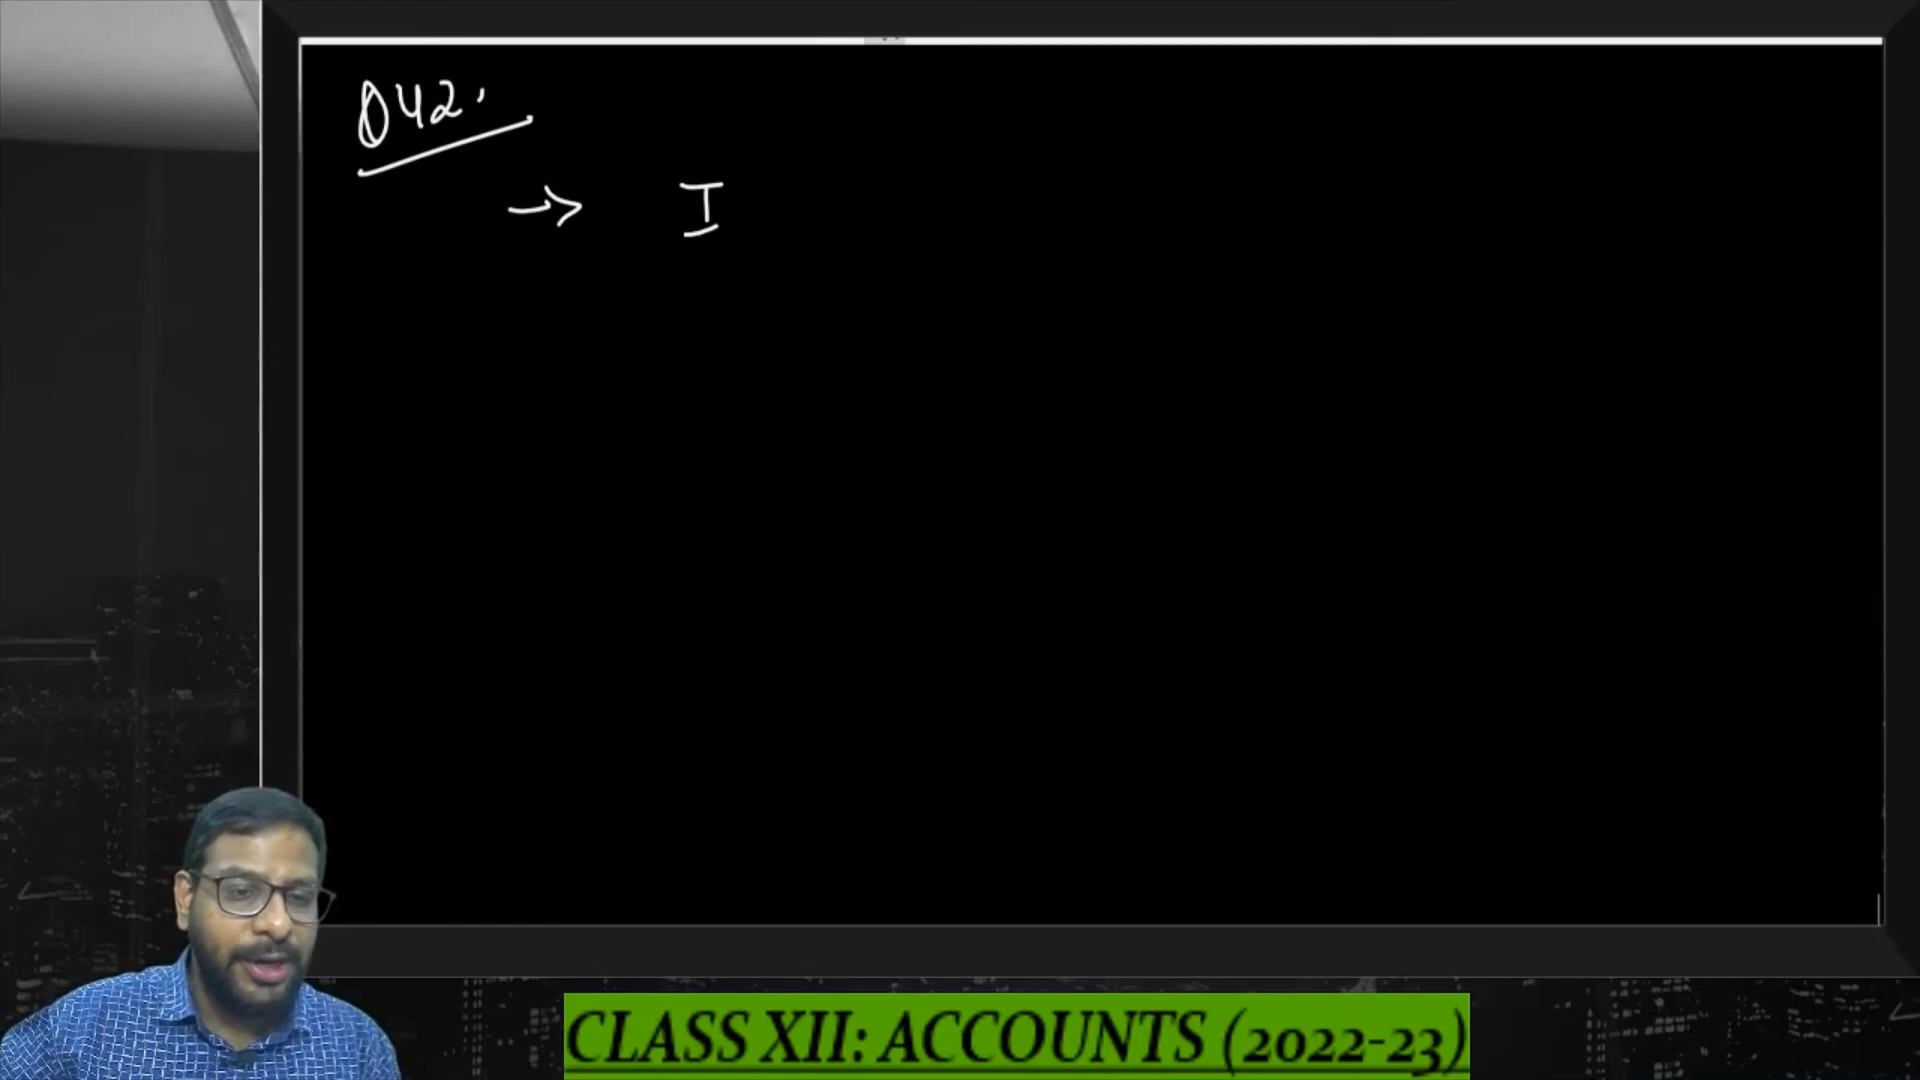 Q42.
→ I
CLASS XII: ACCOUNTS (2022-23)